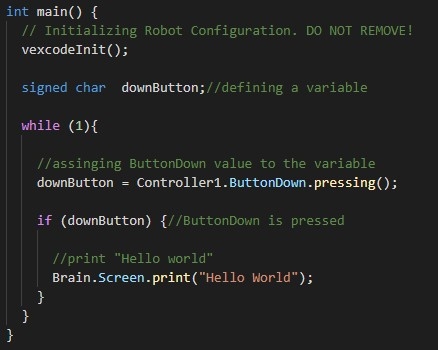 int main() {
// Initializing Robot Configuration. DO NOT REMOVE!
vexcodeInit();
signed char  downButton;//defining a variable
while (1){
//assinging ButtonDown value to the variable
downButton = Controller1.ButtonDown.pressing();
if (downButton) {//ButtonDown is pressed
//print "Hello world"
Brain.Screen.print("Hello World");
}
}
}